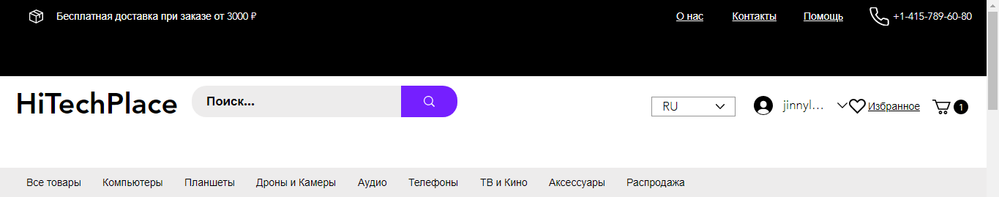 Бесплатная доставка при заказе от 3000 ₽
О нас Контакты Помощь +1-415-789-60-80
HiTechPlace Поиск... RU jinnyl... Избранное 1
Все товары Компьютеры Планшеты Дроны и Камеры Аудио Телефоны ТВ и Кино Аксессуары Распродажа